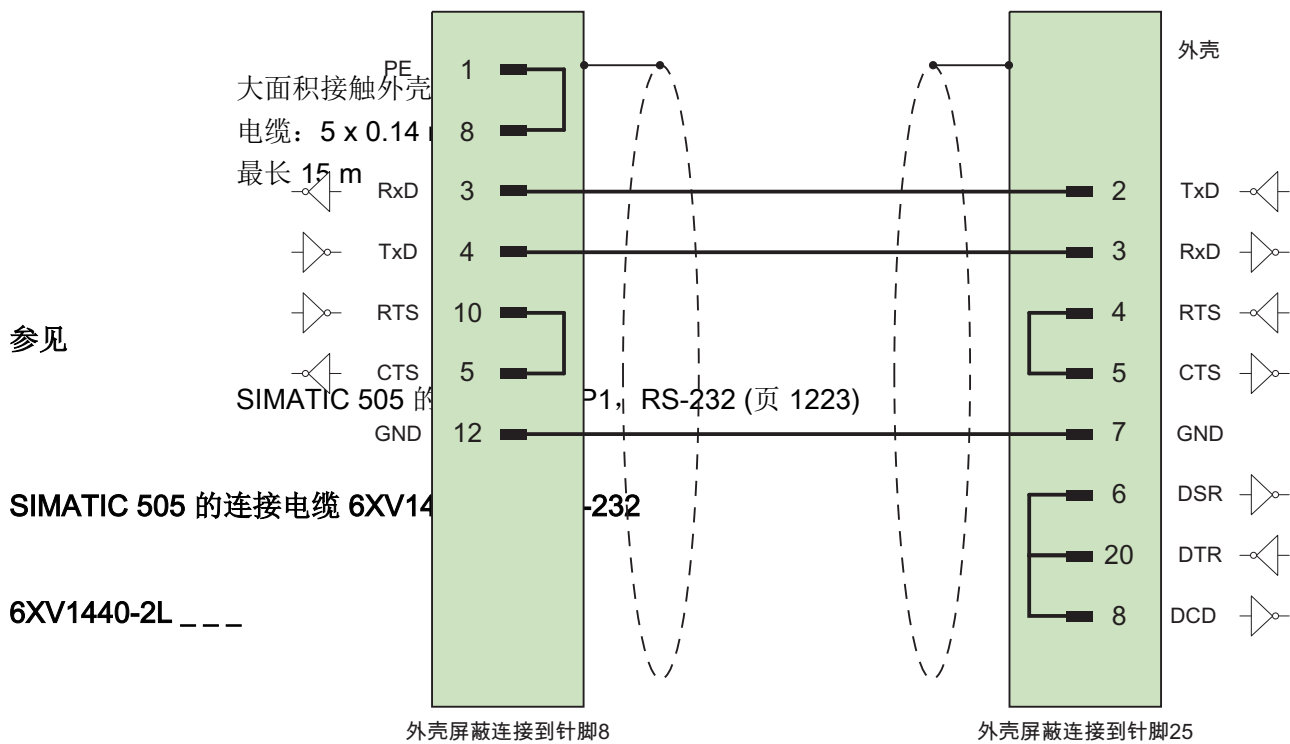 外壳
PE 1
大面积接触外壳
8
电缆：5 x 0.14
最长 15 m
RxD 3 2 TxD
TxD 4 3 RxD
RTS 10 4 RTS
参见
CTS 5 5 CTS
SIMATIC 505 的 P1，RS-232 (页 1223)
GND 12 7 GND
6 DSR
SIMATIC 505 的连接电缆 6XV14 -232
20 DTR
6XV1440-2L _ _ _
8 DCD
外壳屏蔽连接到针脚8 外壳屏蔽连接到针脚25